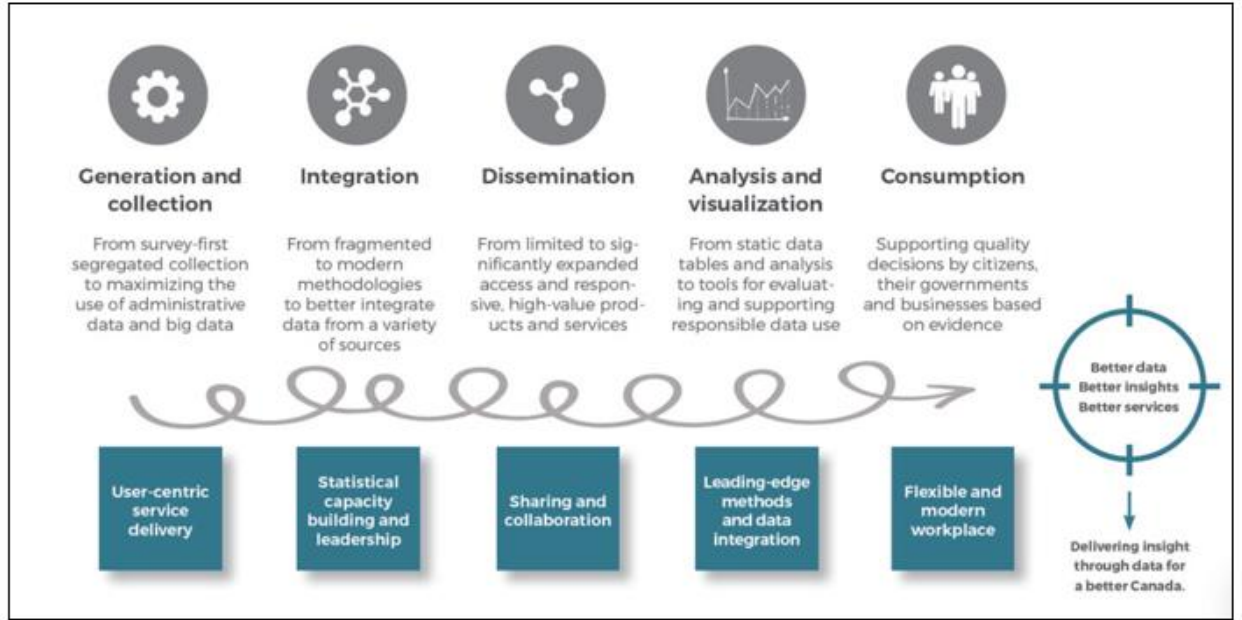 Generation and
collection
From survey-first
segregated collection
to maximizing the
use of administrative
data and big data
Integration
From fragmented
to modern
methodologies
to better integrate
data from a variety
of sources
Dissemination
From limited to sig-
nificantly expanded
access and respon-
sive, high-value prod-
ucts and services
Analysis and
visualization
From static data
tables and analysis
to tools for evaluat-
ing and supporting
responsible data use
Consumption
Supporting quality
decisions by citizens,
their governments
and businesses based
on evidence
User-centric
service
delivery
Statistical
capacity
building and
leadership
Sharing and
collaboration
Leading-edge
methods
and data
integration
Flexible and
modern
workplace
Better data
Better insights
Better services
Delivering insight
through data for
a better Canada.